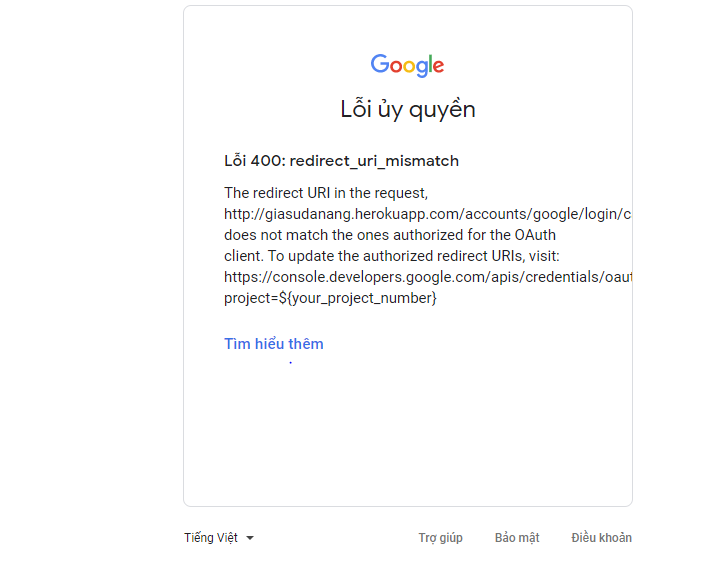 Google
Lỗi ủy quyền
Lỗi 400: redirect_uri_mismatch
The redirect URI in the request,
http://giasudanang.herokuapp.com/accounts/google/login/c
does not match the ones authorized for the OAuth
client. To update the authorized redirect URIs, visit:
https://console.developers.google.com/apis/credentials/oaut
project=${your_project_number}
Tìm hiểu thêm
Tiếng Việt Trợ giúp Bảo mật Điều khoản